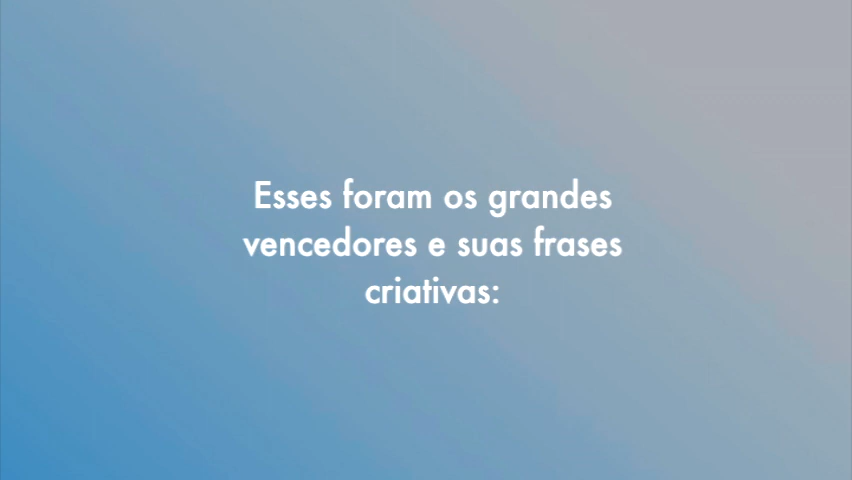 Esses foram os grandes
vencedores e suas frases
criativas: